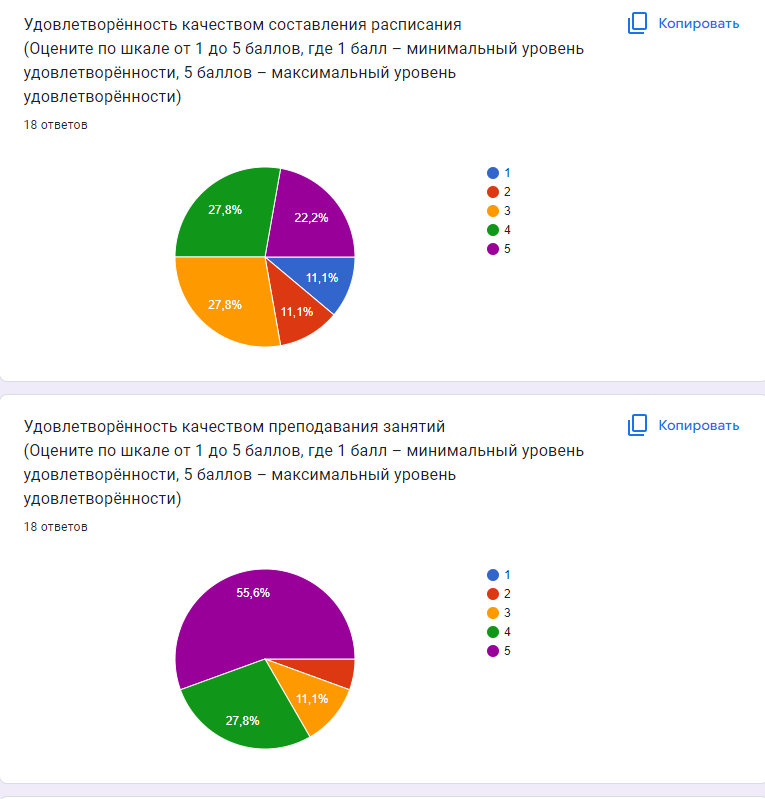 Удовлетворённость качеством составления расписания
Копировать
(Оцените по шкале от 1 до 5 баллов, где 1 балл – минимальный уровень
удовлетворённости, 5 баллов – максимальный уровень
удовлетворённости)
18 ответов
1
2
3
4
5
27,8%
22,2%
11,1%
27,8%
11,1%
Удовлетворённость качеством преподавания занятий
Копировать
(Оцените по шкале от 1 до 5 баллов, где 1 балл – минимальный уровень
удовлетворённости, 5 баллов – максимальный уровень
удовлетворённости)
18 ответов
1
2
3
4
5
55,6%
11,1%
27,8%